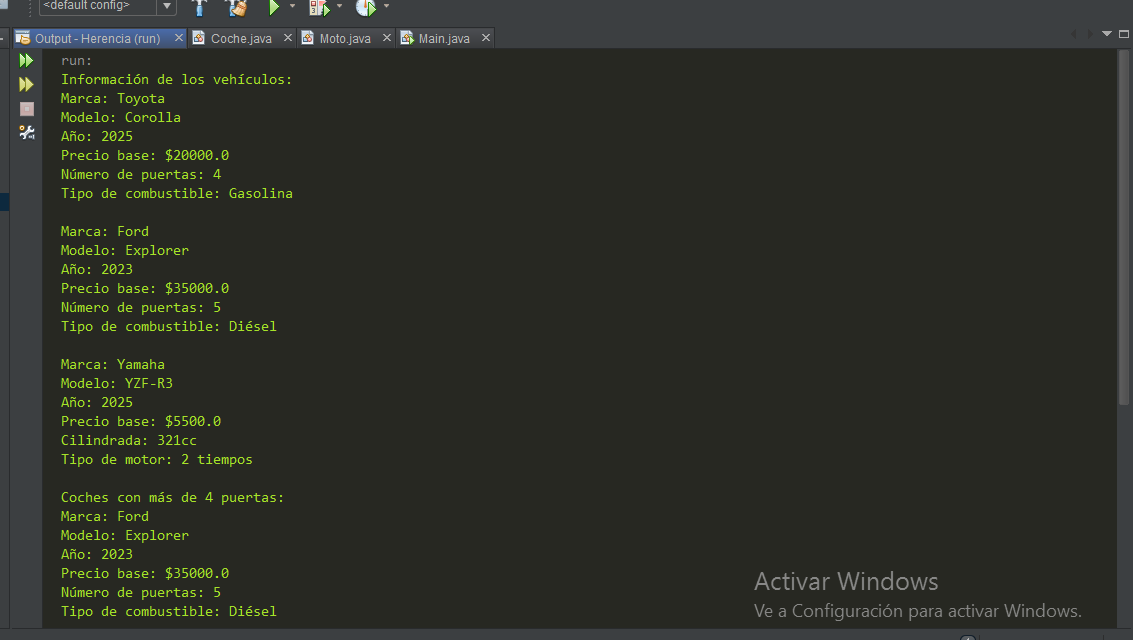 <default config>
Output - Herencia (run)
Coche.java
Moto.java
Main.java
run:
Información de los vehículos:
Marca: Toyota
Modelo: Corolla
Año: 2025
Precio base: $20000.0
Número de puertas: 4
Tipo de combustible: Gasolina
Marca: Ford
Modelo: Explorer
Año: 2023
Precio base: $35000.0
Número de puertas: 5
Tipo de combustible: Diésel
Marca: Yamaha
Modelo: YZF-R3
Año: 2025
Precio base: $5500.0
Cilindrada: 321cc
Tipo de motor: 2 tiempos
Coches con más de 4 puertas:
Marca: Ford
Modelo: Explorer
Año: 2023
Precio base: $35000.0
Número de puertas: 5
Tipo de combustible: Diésel
Activar Windows
Ve a Configuración para activar Windows.